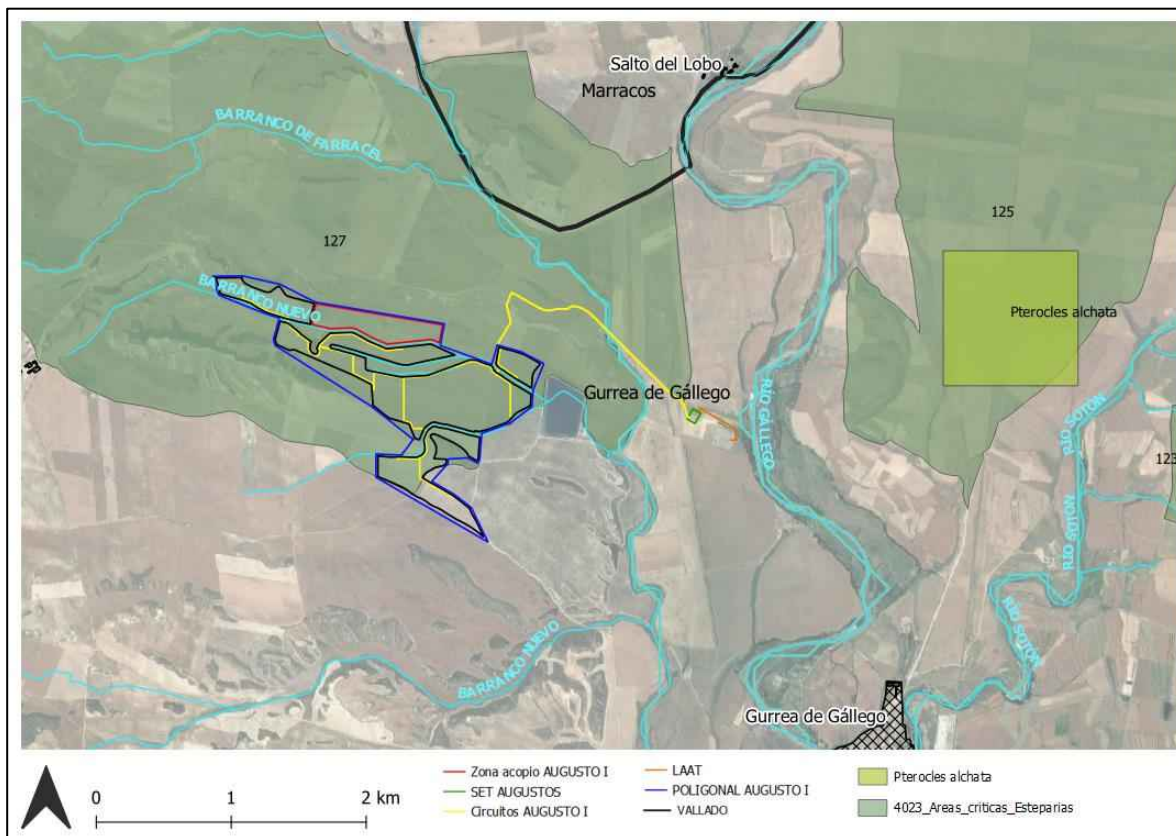 Salto del Lobo
Marracos
BARRANCO DE FARRACEL
125
127
BARRANCO NUEVO
Pterocles alchata
Gurrea de Gállego
RÍO GÁLLEGO
RÍO SOTÓN
123
RÍO SOTÓN
RÍO SOTÓN
BARRANCO NUEVO
Gurrea de Gállego
0 1 2 km
Zona acopio AUGUSTO I
SET AUGUSTOS
Circuitos AUGUSTO I
LAAT
POLIGONAL AUGUSTO I
VALLADO
Pterocles alchata
4023_Areas_criticas_Esteparias